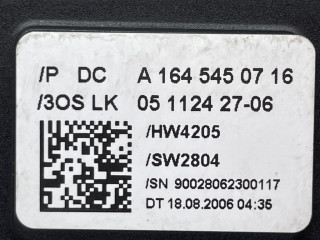 /P DC A 164 545 07 16
/3OS LK 05 1124 27-06
/HW4205
/SW2804
/SN 90028062300117
DT 18.08.2006 04:35